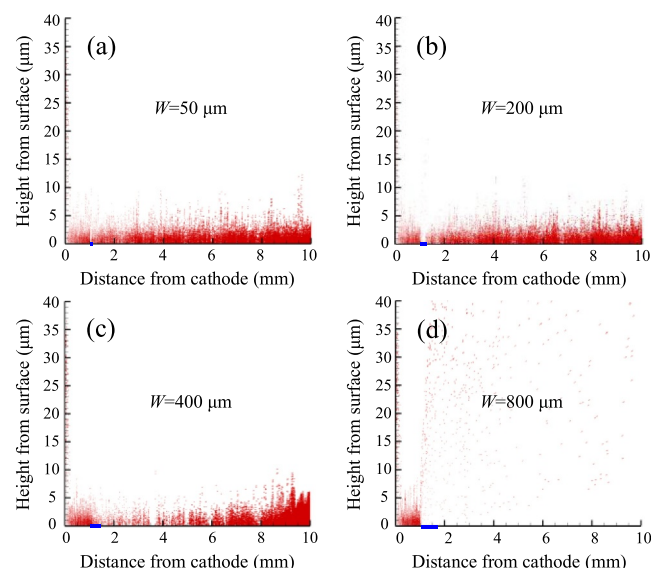 (a)
W=50 μm
Height from surface (μm)
40
35
30
25
20
15
10
5
0
0 2 4 6 8 10
Distance from cathode (mm)
(b)
W=200 μm
Height from surface (μm)
40
35
30
25
20
15
10
5
0
0 2 4 6 8 10
Distance from cathode (mm)
(c)
W=400 μm
Height from surface (μm)
40
35
30
25
20
15
10
5
0
0 2 4 6 8 10
Distance from cathode (mm)
(d)
W=800 μm
Height from surface (μm)
40
35
30
25
20
15
10
5
0
0 2 4 6 8 10
Distance from cathode (mm)